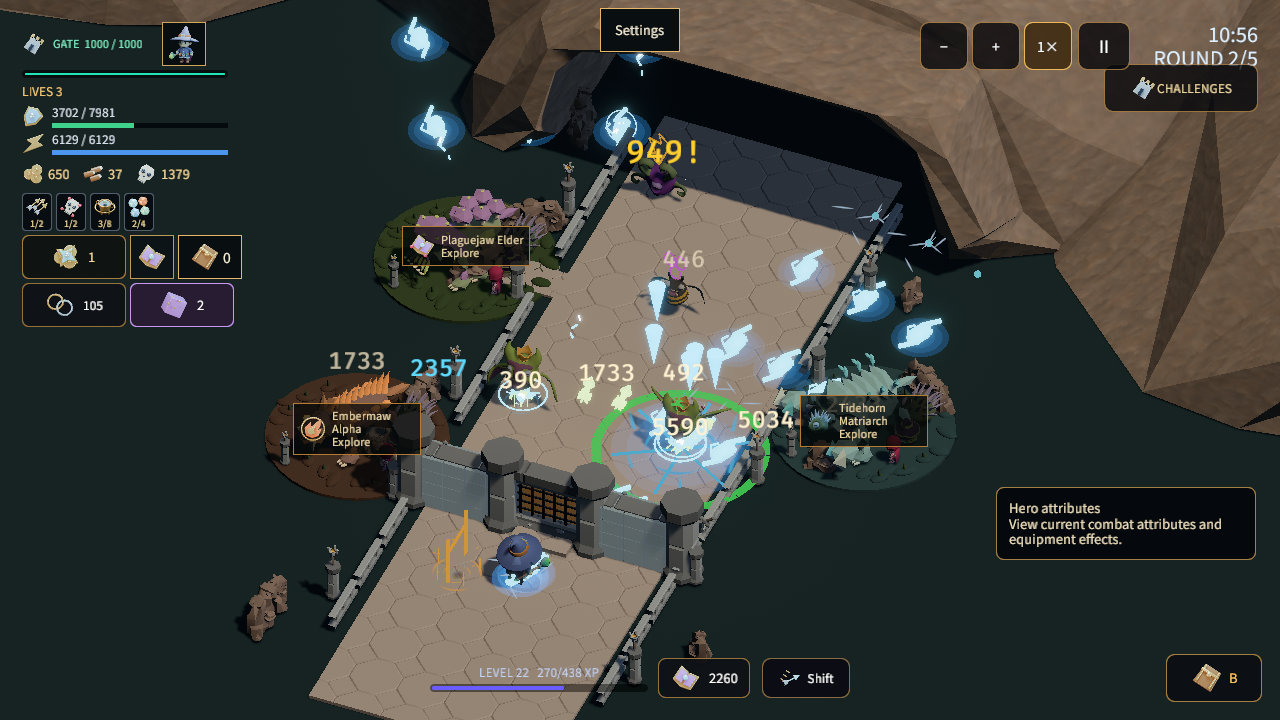 Settings
GATE 1000 / 1000
− + 1× II
10:56
ROUND 2/5
CHALLENGES
LIVES 3
3702 / 7981
6129 / 6129
650 37 1379
1/2 1/2 3/8 2/4
1 0
105 2
949!
446
Plaguejaw Elder
Explore
1733 2357 390 1733 492
5590 5034
Embermaw
Alpha
Explore
Tidehorn
Matriarch
Explore
Hero attributes
View current combat attributes and
equipment effects.
LEVEL 22 270/438 XP
2260
Shift
B